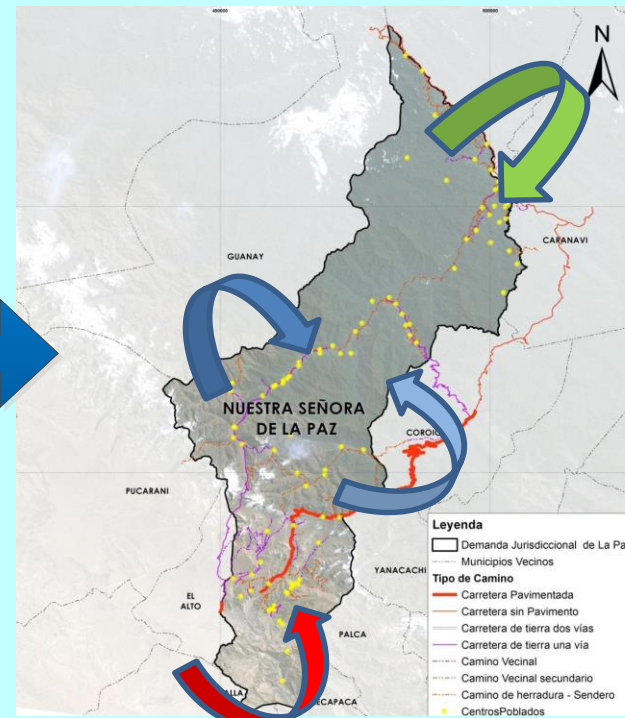 N
GUANAY
CARANAVI
NUESTRA SEÑORA
DE LA PAZ
COROICO
PUCARANI
YANACACHI
EL
ALTO
PALCA
ALLA
ECAPACA
Leyenda
Demanda Jurisdiccional de La Pa
Municipios Vecinos
Tipo de Camino
Carretera Pavimentada
Carretera sin Pavimento
Carretera de tierra dos vías
Carretera de tierra una vía
Camino Vecinal
Camino Vecinal secundario
Camino de herradura - Sendero
CentrosPoblados